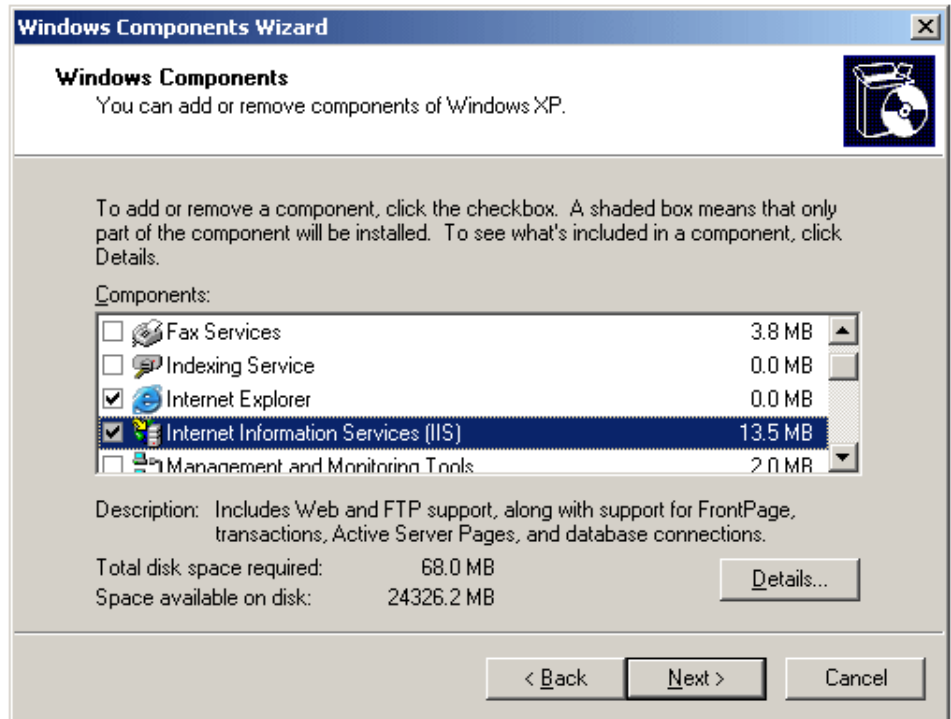 Windows Components Wizard
Windows Components
You can add or remove components of Windows XP.
To add or remove a component, click the checkbox. A shaded box means that only
part of the component will be installed. To see what's included in a component, click
Details.
Components:
Fax Services 3.8 MB
Indexing Service 0.0 MB
Internet Explorer 0.0 MB
Internet Information Services (IIS) 13.5 MB
Management and Monitoring Tools 2.0 MB
Description: Includes Web and FTP support, along with support for FrontPage,
transactions, Active Server Pages, and database connections.
Total disk space required: 68.0 MB
Space available on disk: 24326.2 MB
Details...
< Back Next > Cancel